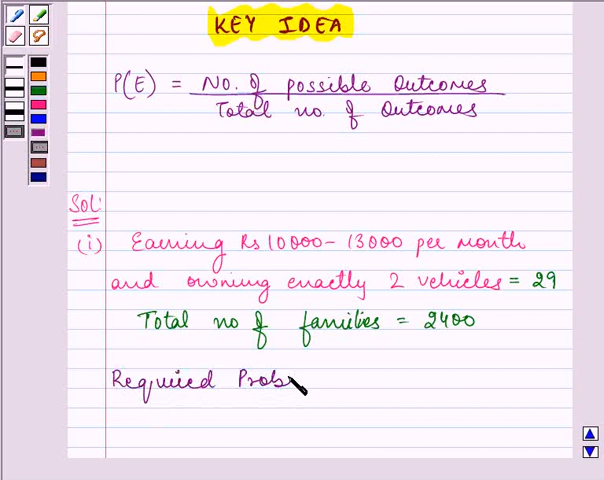 KEY IDEA
P(E) = No. of possible Outcomes
Total no. of Outcomes
Sol:
(i) Earning Rs 10000 - 13000 per month
and owning exactly 2 vehicles = 29
Total no of families = 2400
Required Prob